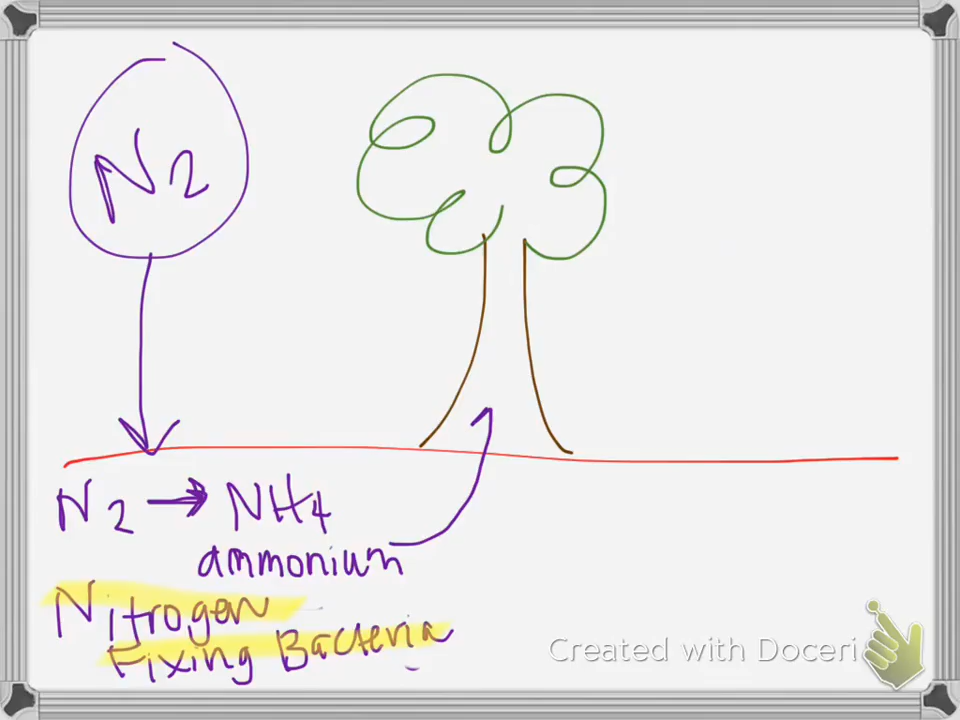 N2
N2 → NH4
ammonium
Nitrogen
Fixing Bacteria
Created with Doceri